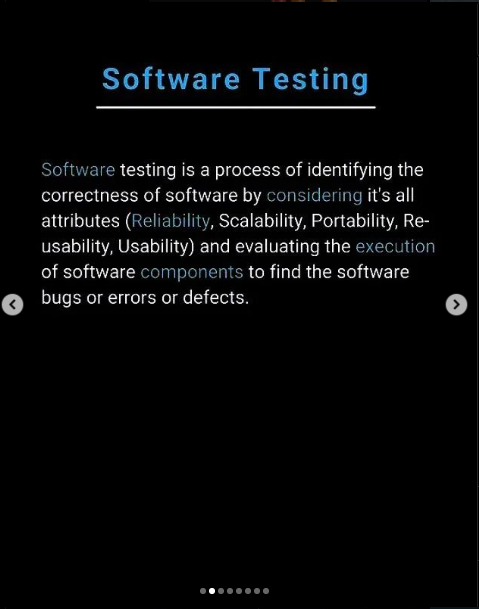 Software Testing
Software testing is a process of identifying the
correctness of software by considering it's all
attributes (Reliability, Scalability, Portability, Re-
usability, Usability) and evaluating the execution
of software components to find the software
bugs or errors or defects.